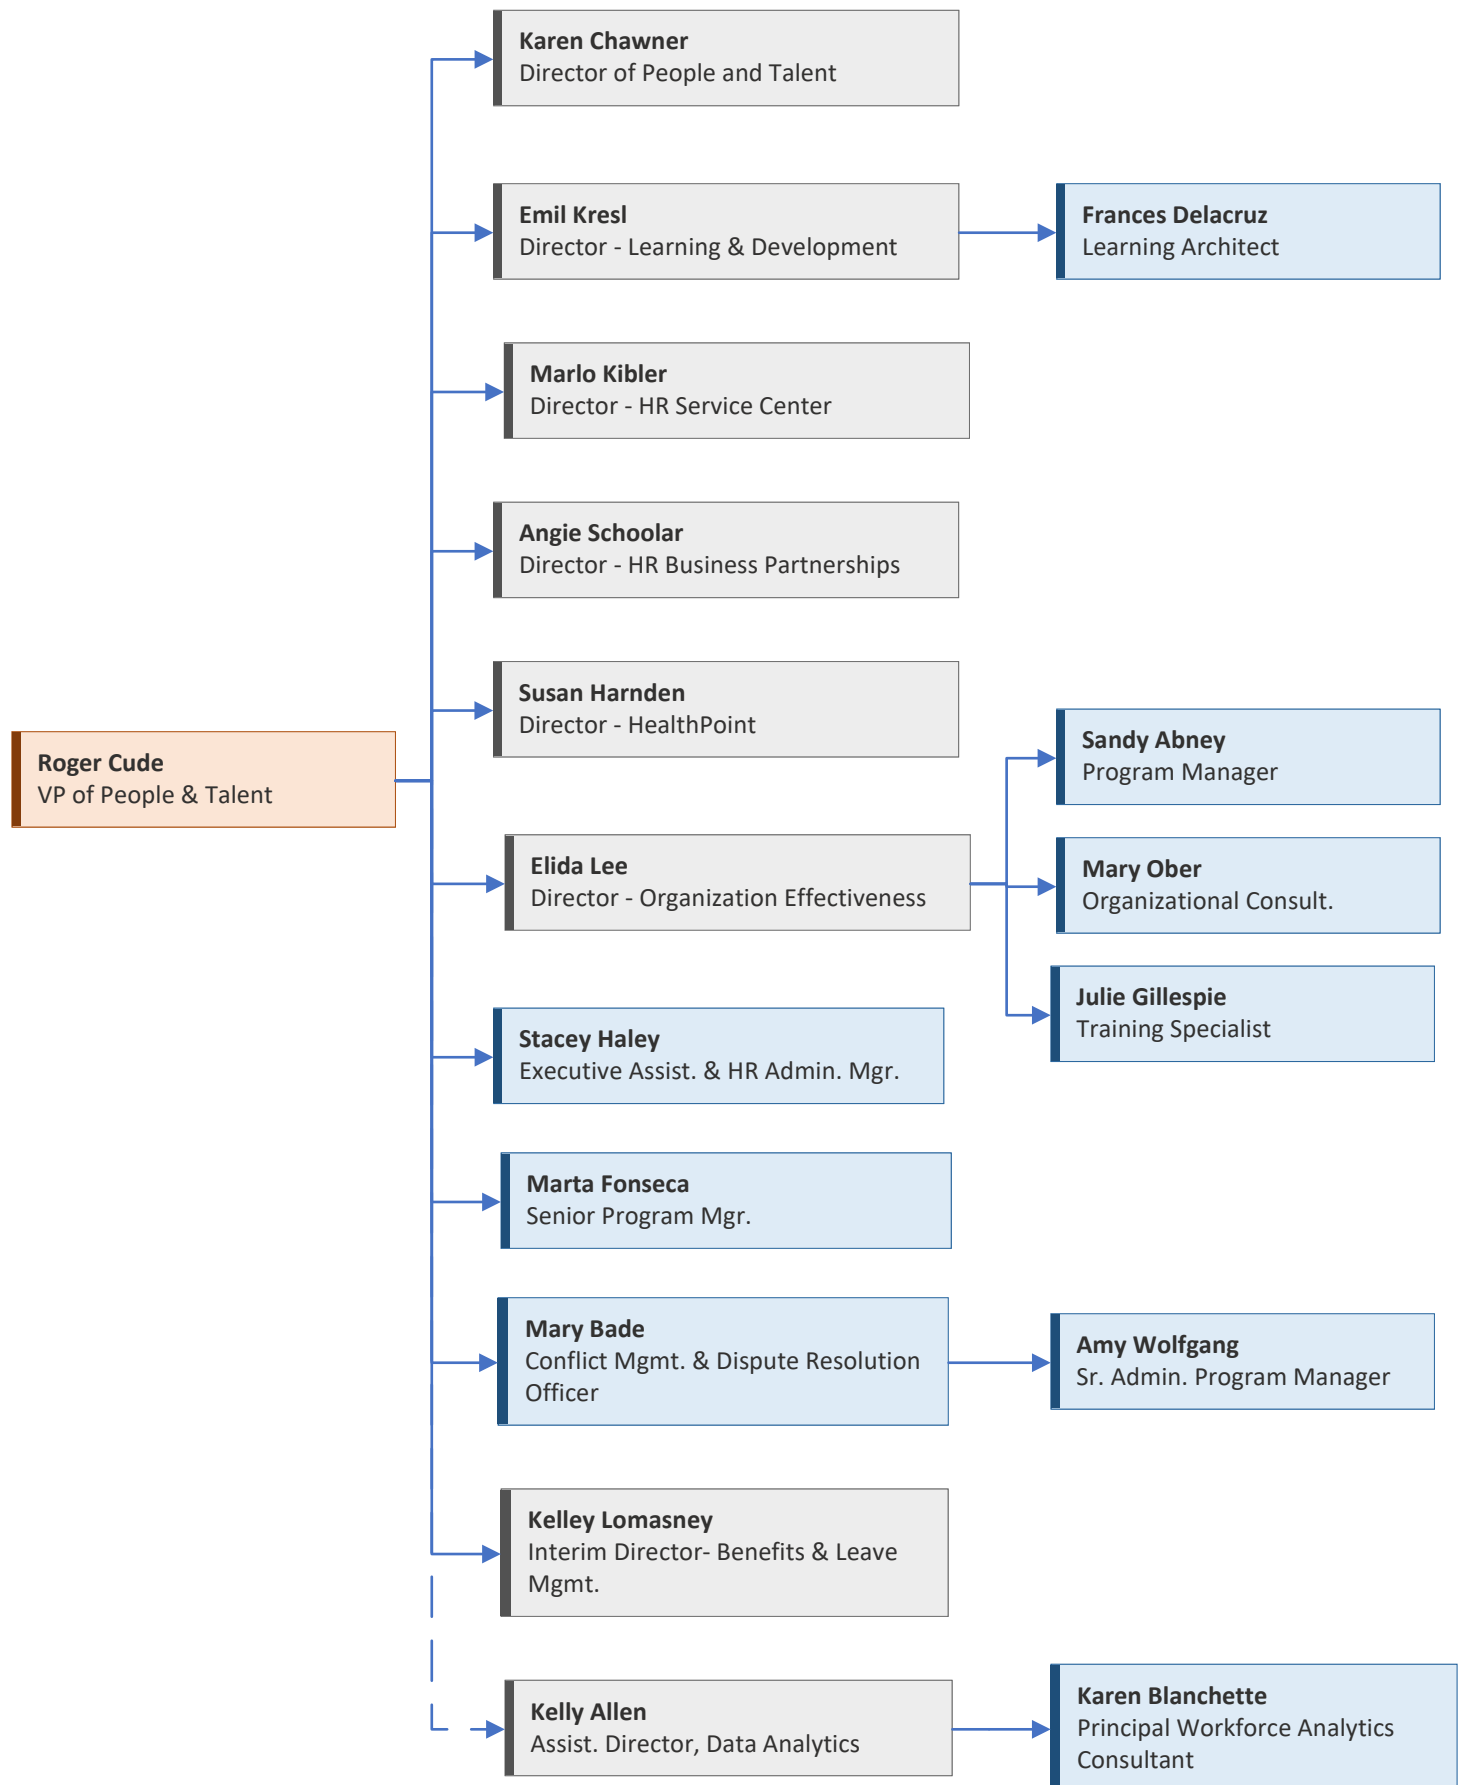 Karen Chawner
Director of People and Talent
Emil Kresl
Director - Learning & Development
Frances Delacruz
Learning Architect
Marlo Kibler
Director - HR Service Center
Angie Schoolar
Director - HR Business Partnerships
Susan Harnden
Director - HealthPoint
Roger Cude
VP of People & Talent
Sandy Abney
Program Manager
Elida Lee
Director - Organization Effectiveness
Mary Ober
Organizational Consult.
Julie Gillespie
Training Specialist
Stacey Haley
Executive Assist. & HR Admin. Mgr.
Marta Fonseca
Senior Program Mgr.
Mary Bade
Conflict Mgmt. & Dispute Resolution
Officer
Amy Wolfgang
Sr. Admin. Program Manager
Kelley Lomasney
Interim Director- Benefits & Leave
Mgmt.
Kelly Allen
Assist. Director, Data Analytics
Karen Blanchette
Principal Workforce Analytics
Consultant